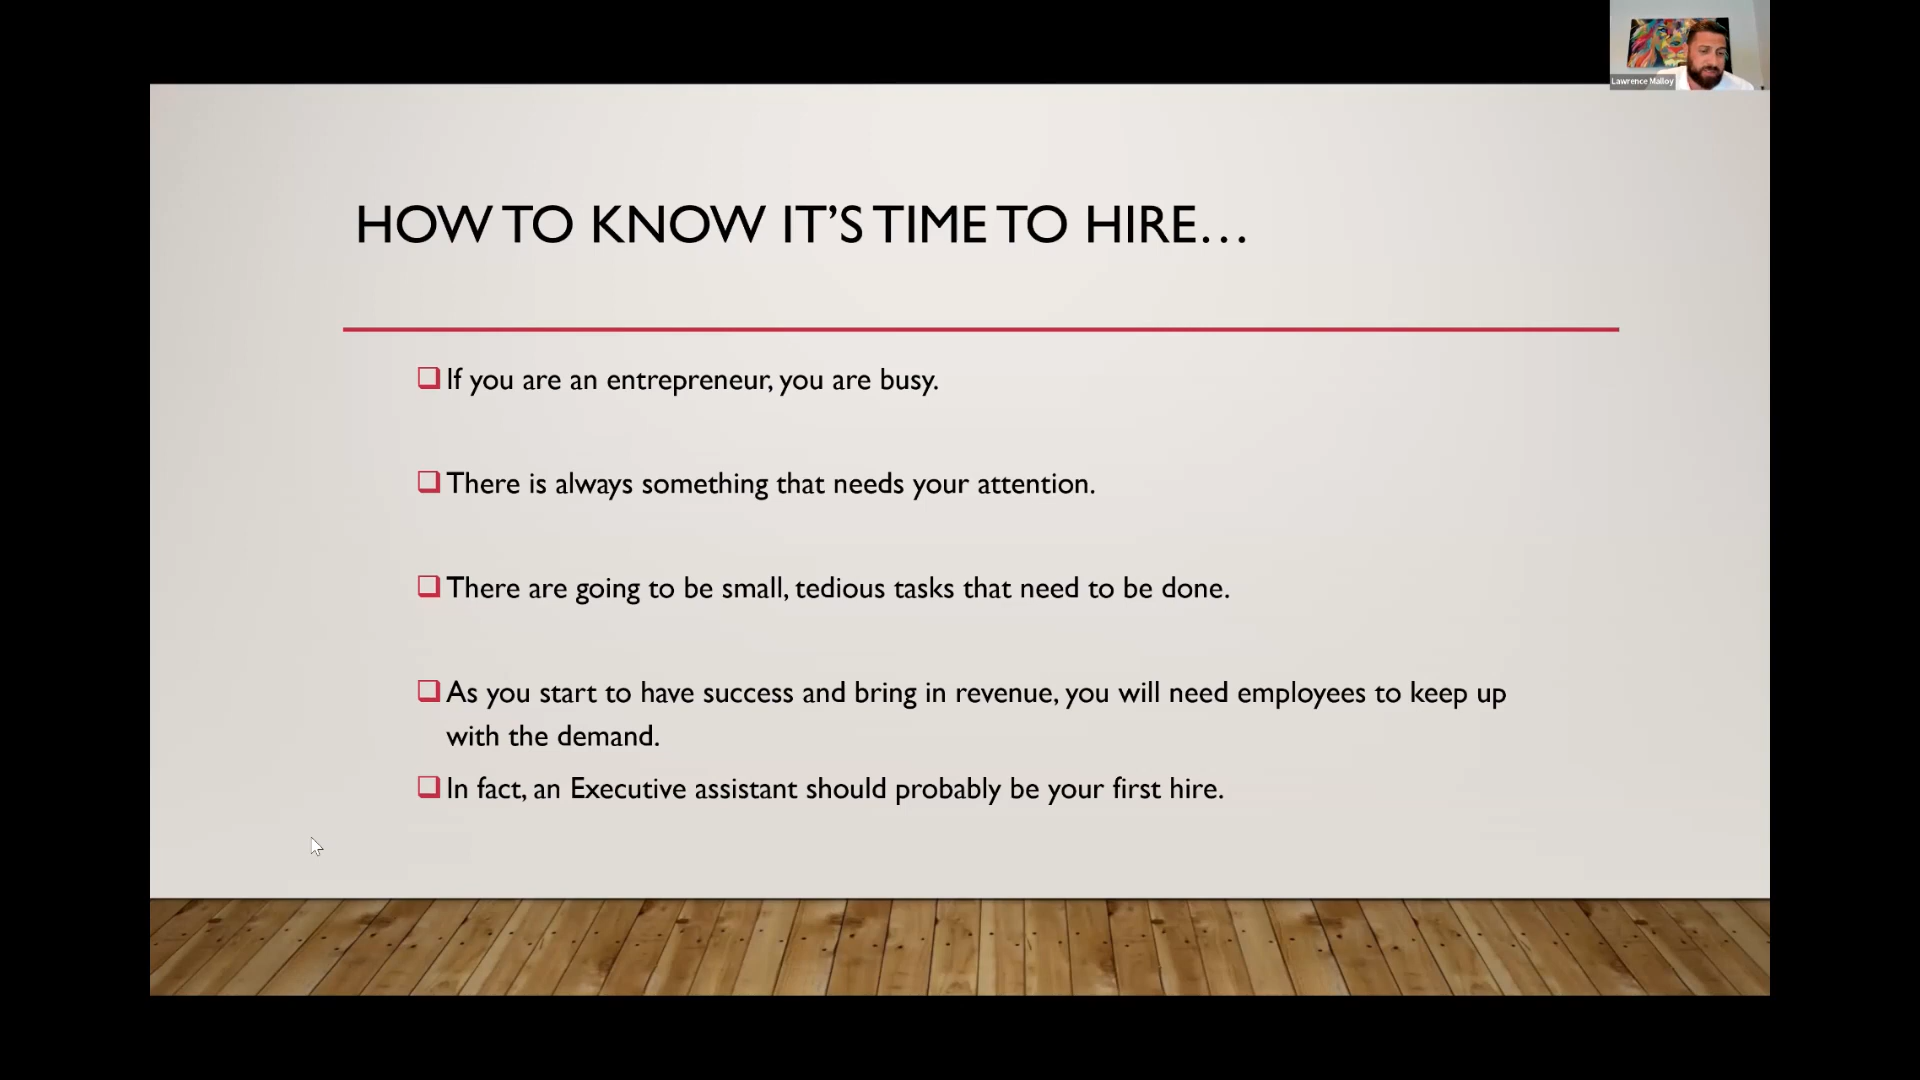 Lawrence Malloy
HOW TO KNOW IT’S TIME TO HIRE…
If you are an entrepreneur, you are busy.
There is always something that needs your attention.
There are going to be small, tedious tasks that need to be done.
As you start to have success and bring in revenue, you will need employees to keep up
with the demand.
In fact, an Executive assistant should probably be your first hire.